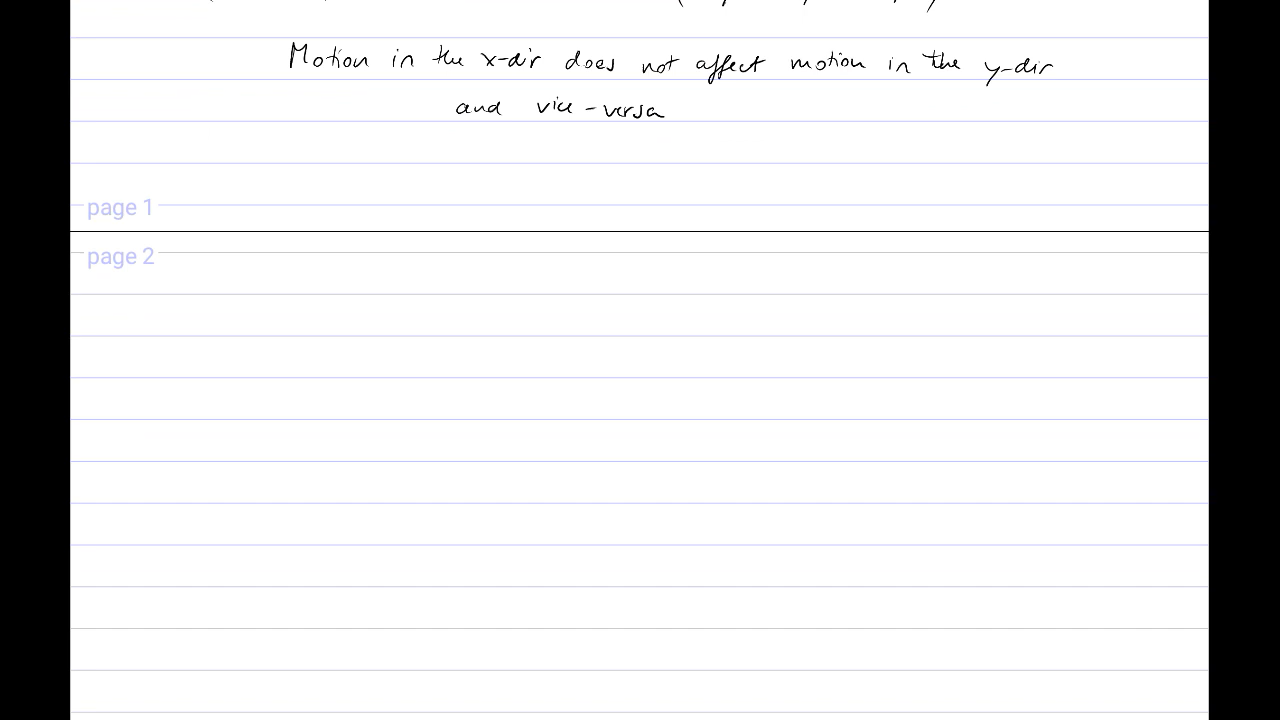 Motion in the x-dir does not affect motion in the y-dir
and vice-versa
page 1
page 2